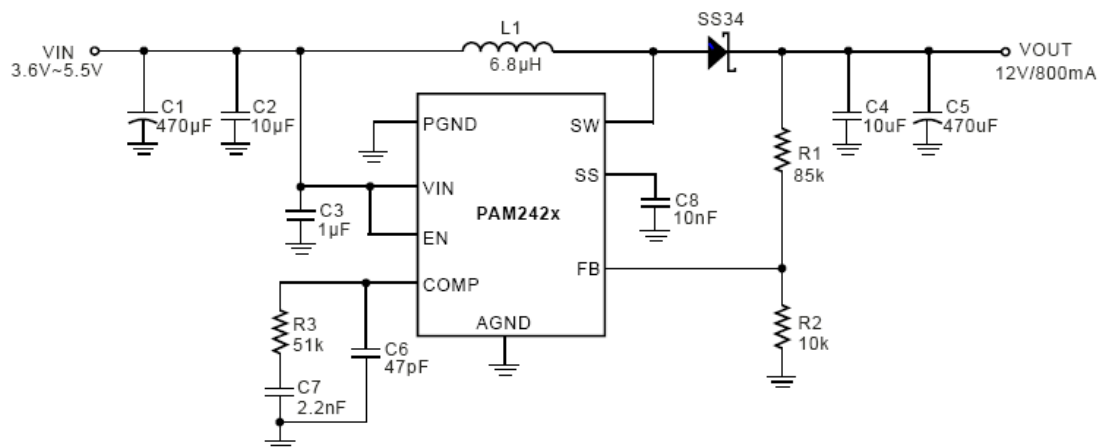 L1
6.8µH
SS34
VIN
3.6V~5.5V
VOUT
12V/800mA
C1
470µF
C2
10µF
C4
10uF
C5
470uF
PGND
SW
R1
85k
SS
VIN
C8
10nF
C3
1µF
PAM242x
EN
FB
COMP
AGND
R3
51k
C6
47pF
R2
10k
C7
2.2nF